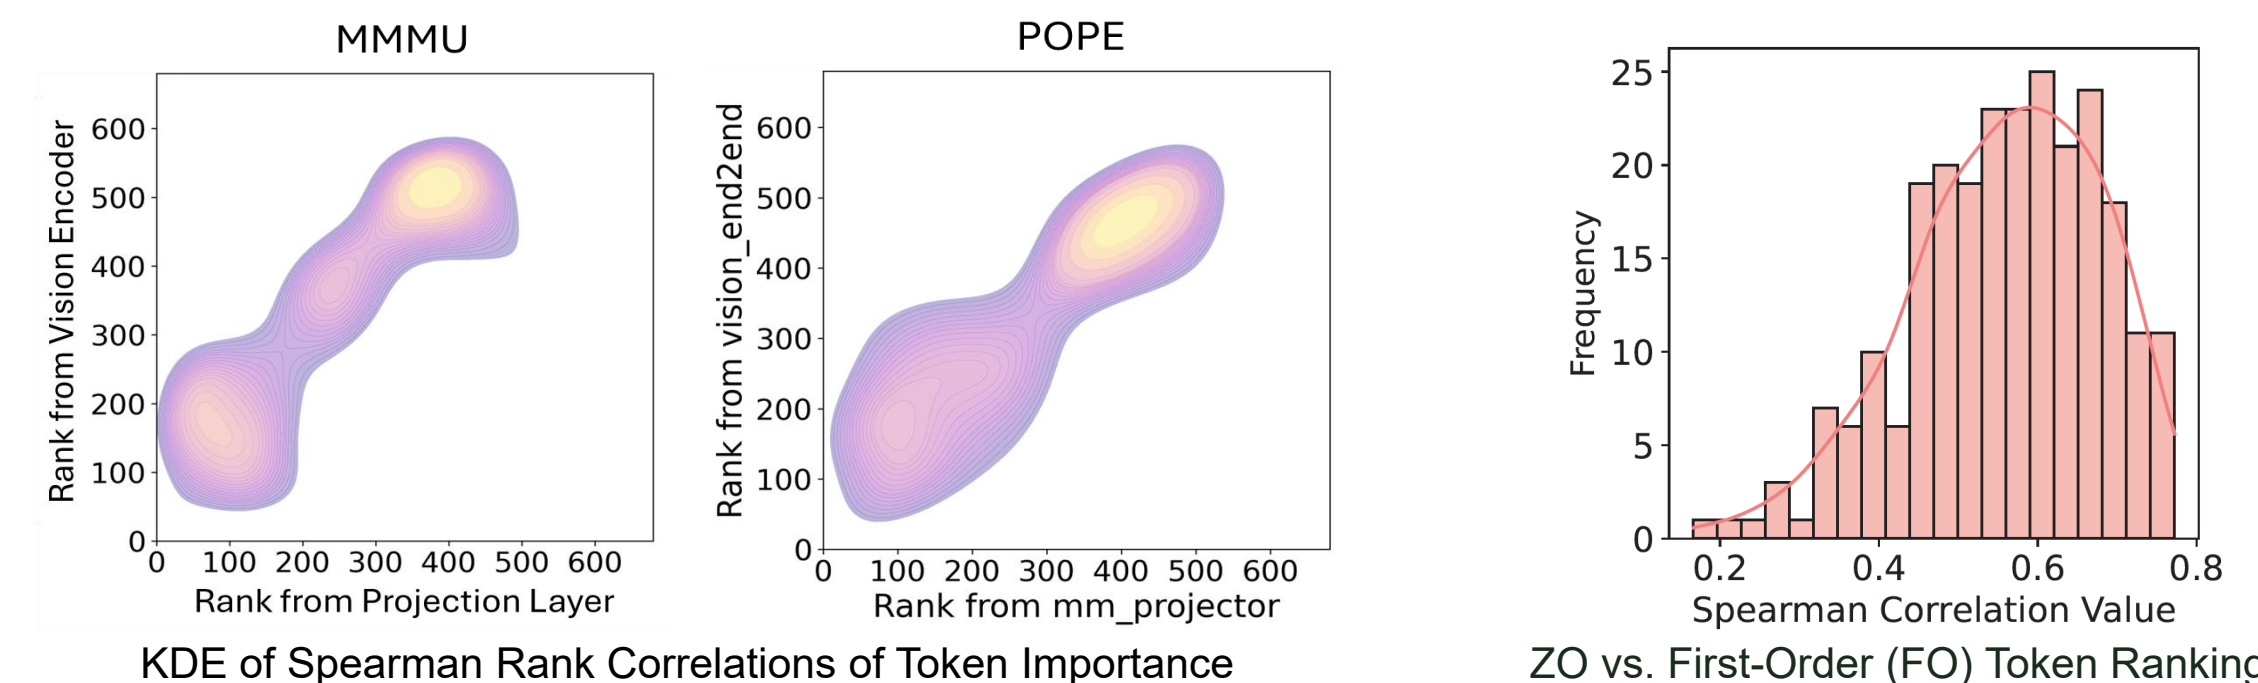 MMMU
Rank from Vision Encoder
600
500
400
300
200
100
0
0 100 200 300 400 500 600
Rank from Projection Layer
POPE
Rank from vision_end2end
600
500
400
300
200
100
0
0 100 200 300 400 500 600
Rank from mm_projector
KDE of Spearman Rank Correlations of Token Importance
Frequency
25
20
15
10
5
0
0.2 0.4 0.6 0.8
Spearman Correlation Value
ZO vs. First-Order (FO) Token Ranking